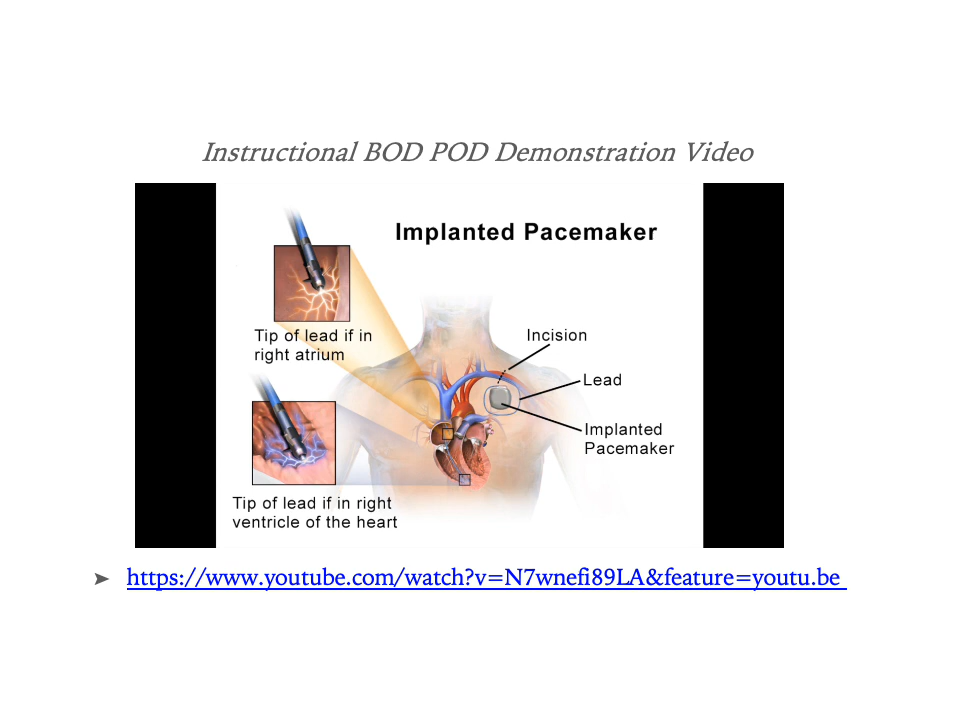 Instructional BOD POD Demonstration Video
Implanted Pacemaker
Tip of lead if in
right atrium
Incision
Lead
Implanted
Pacemaker
Tip of lead if in right
ventricle of the heart
➤ https://www.youtube.com/watch?v=N7wnefi89LA&feature=youtu.be